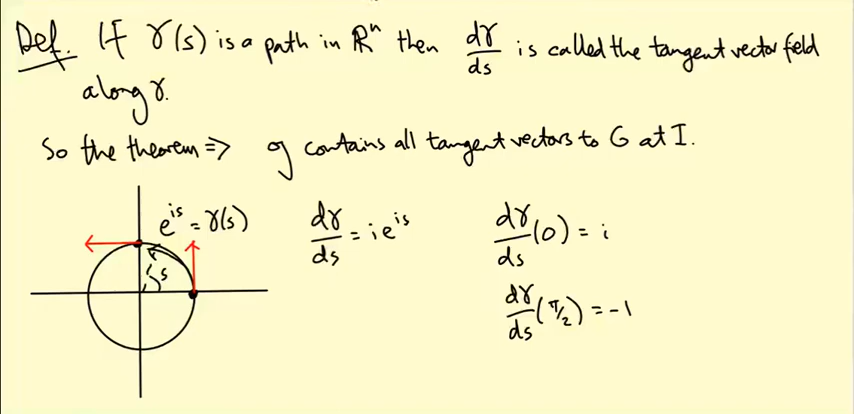 Def. If γ(s) is a path in ℝⁿ then dγ/ds is called the tangent vector field
along γ.
So the theorem ⇒ 𝔤 contains all tangent vectors to G at I.
e^{is} = γ(s)
s
dγ/ds = ie^{is}
dγ/ds (0) = i
dγ/ds (π/2) = -1